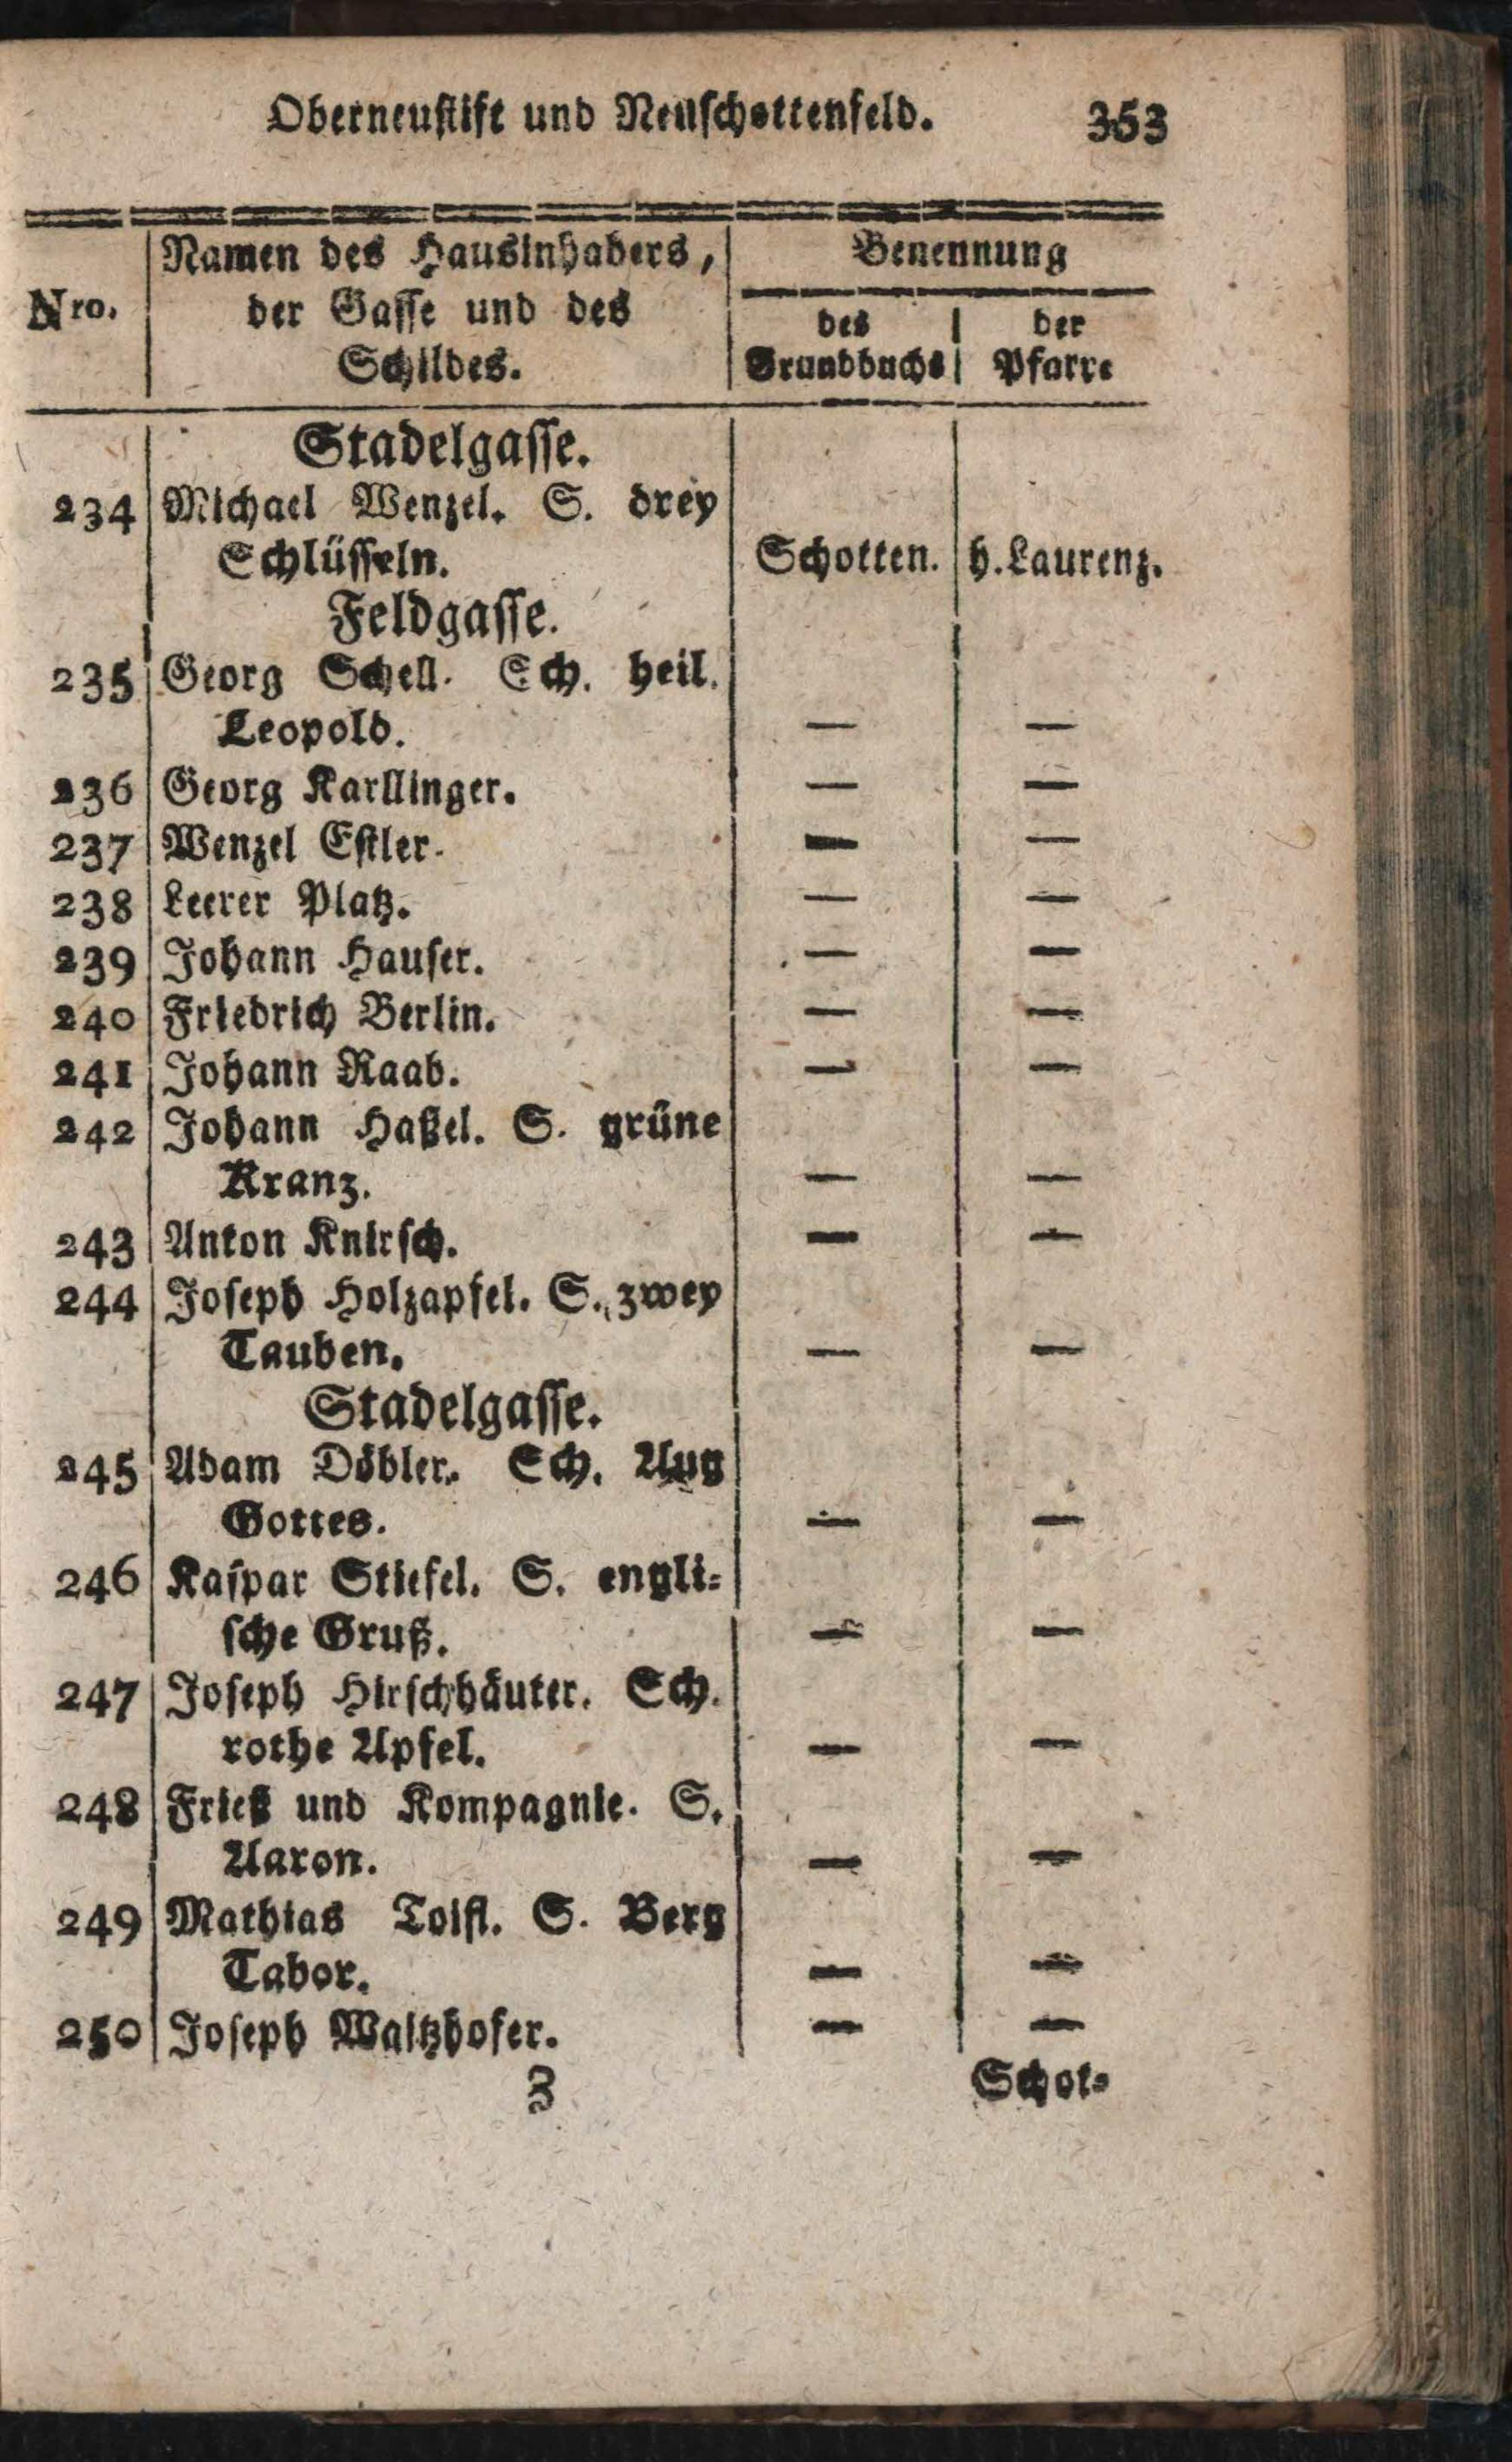 Oberneustift und Neuschottenfeld. 353
Nro. Namen des Hausinhabers, der Gasse und des Schildes. Benennung
des Grundbuchs der Pfarre
Stadelgasse.
234 Michael Wenzel. S. drey
Schlüsseln. Schotten. h. Laurenz.
Feldgasse.
235 Georg Schell. Sch. heil.
Leopold. — —
236 Georg Karllinger. — —
237 Wenzel Estler. — —
238 Leerer Platz. — —
239 Johann Hauser. — —
240 Friedrich Berlin. — —
241 Johann Raab. — —
242 Johann Haßel. S. grüne
Kranz. — —
243 Anton Knirsch. — —
244 Joseph Holzapfel. S. zwey
Tauben. — —
Stadelgasse.
245 Adam Döbler. Sch. Aug
Gottes. — —
246 Kaspar Stiefel. S. engli-
sche Gruß. — —
247 Joseph Hirschhäuter. Sch.
rothe Apfel. — —
248 Frieß und Kompagnie. S.
Aaron. — —
249 Mathias Toifl. S. Berg
Tabor. — —
250 Joseph Waltzhofer. — —
Z Schot-